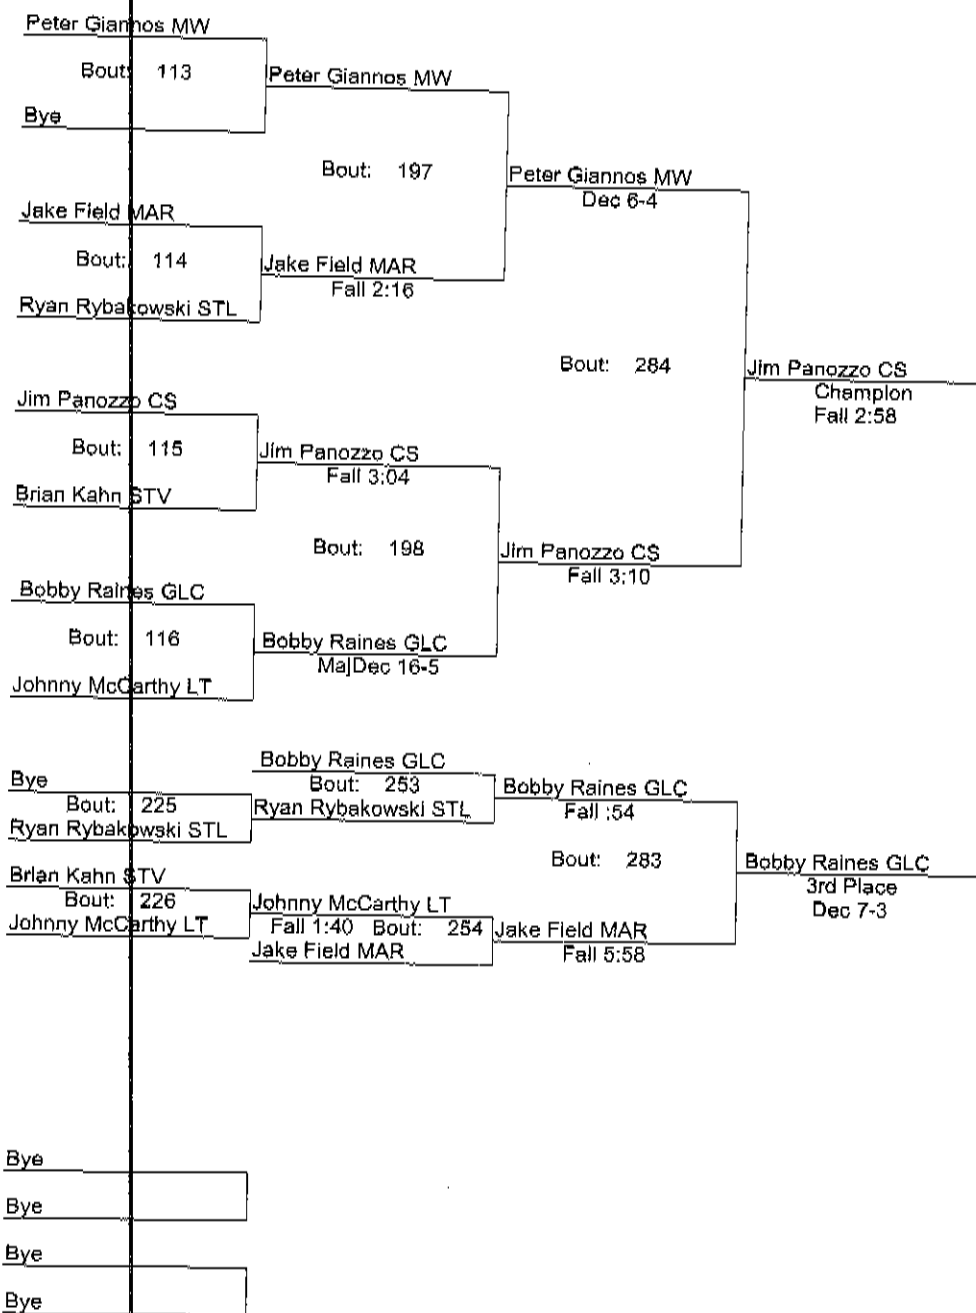 Peter Giannos MW
Bout: 113
Peter Giannos MW
Bye
Bout: 197
Peter Giannos MW
Dec 6-4
Jake Field MAR
Bout: 114
Jake Field MAR
Fall 2:16
Ryan Rybakowski STL
Bout: 284
Jim Panozzo CS
Champion
Fall 2:58
Jim Panozzo CS
Bout: 115
Jim Panozzo CS
Fall 3:04
Brian Kahn STV
Bout: 198
Jim Panozzo CS
Fall 3:10
Bobby Raines GLC
Bout: 116
Bobby Raines GLC
MajDec 16-5
Johnny McCarthy LT
Bobby Raines GLC
Bye
Bout: 253
Bobby Raines GLC
Fall :54
Bout: 225
Ryan Rybakowski STL
Ryan Rybakowski STL
Bout: 283
Bobby Raines GLC
3rd Place
Dec 7-3
Brian Kahn STV
Bout: 226
Johnny McCarthy LT
Johnny McCarthy LT
Fall 1:40 Bout: 254
Jake Field MAR
Fall 5:58
Jake Field MAR
Bye
Bye
Bye
Bye